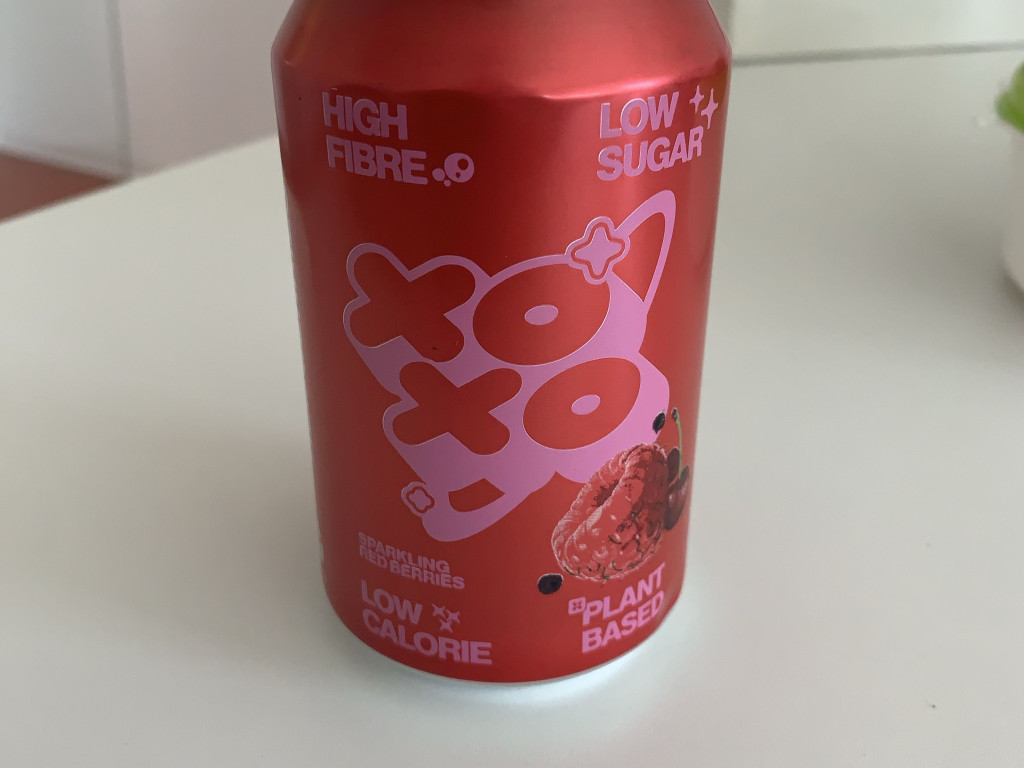 HIGH
FIBRE
LOW
SUGAR
XO
XO
SPARKLING
RED BERRIES
LOW
CALORIE
PLANT
BASED